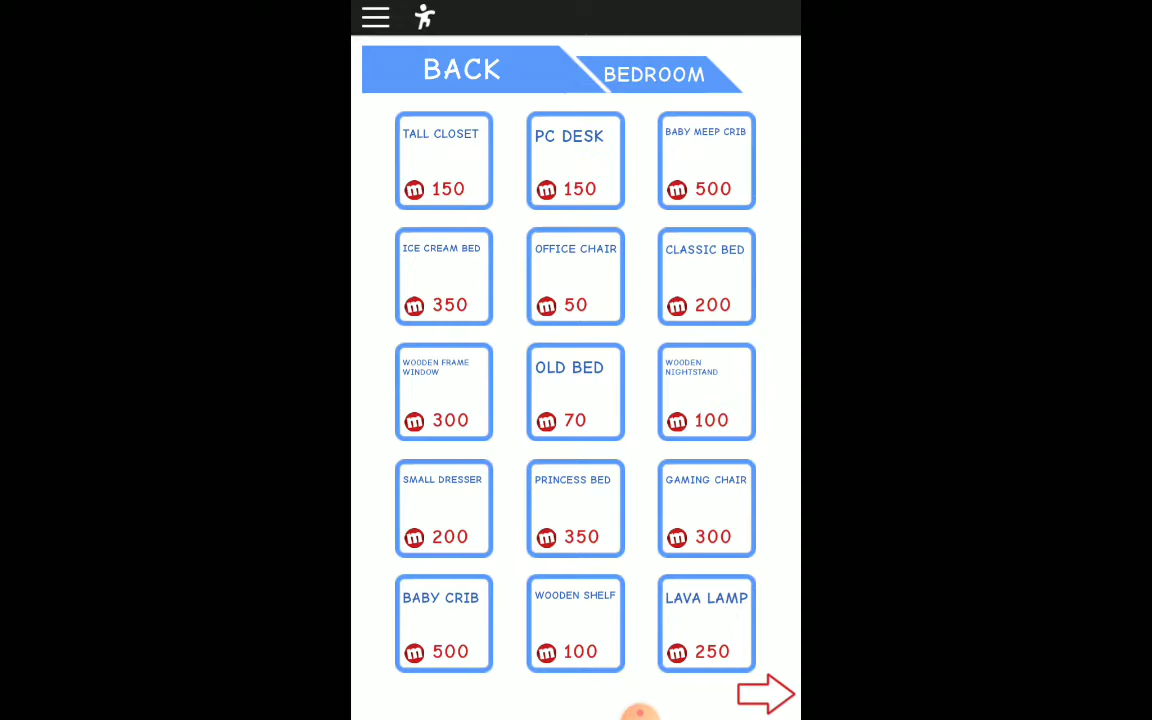 BACK
BEDROOM
TALL CLOSET
m 150
PC DESK
m 150
BABY MEEP CRIB
m 500
ICE CREAM BED
m 350
OFFICE CHAIR
m 50
CLASSIC BED
m 200
WOODEN FRAME
WINDOW
m 300
OLD BED
m 70
WOODEN
NIGHTSTAND
m 100
SMALL DRESSER
m 200
PRINCESS BED
m 350
GAMING CHAIR
m 300
BABY CRIB
m 500
WOODEN SHELF
m 100
LAVA LAMP
m 250